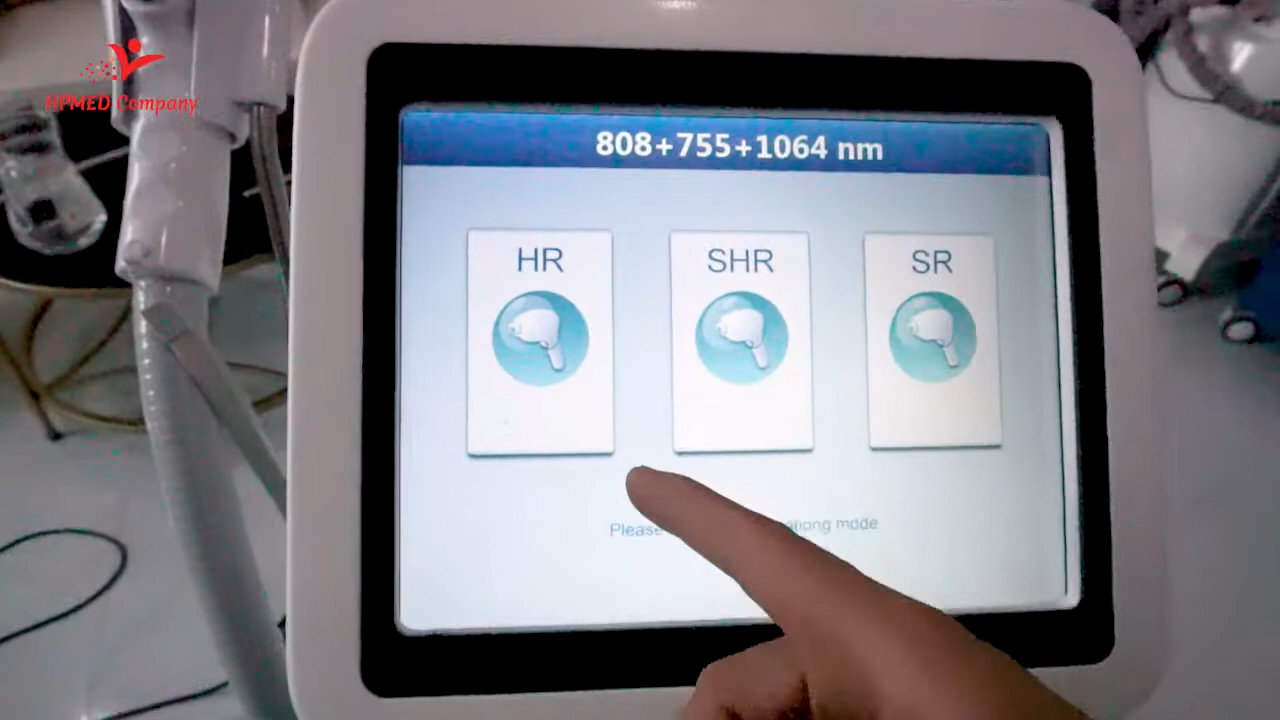 HPMED Company
808+755+1064 nm
HR
SHR
SR
Please mode